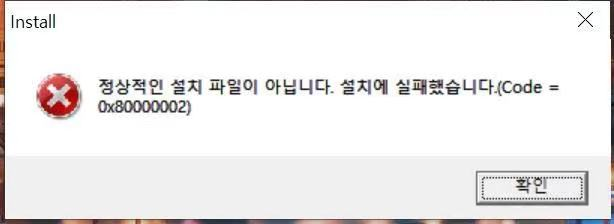 Install
정상적인 설치 파일이 아닙니다. 설치에 실패했습니다.(Code =
0x80000002)
확인